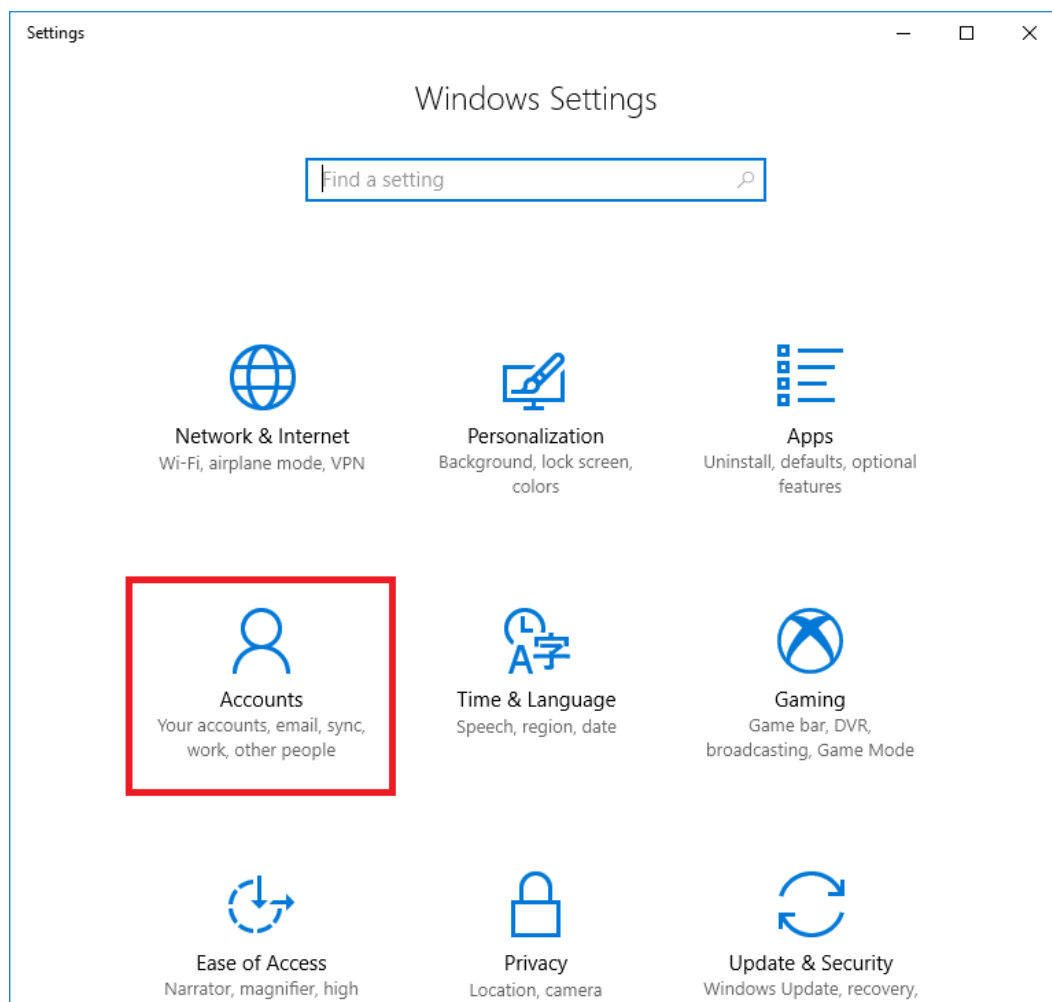 Settings
Windows Settings
Find a setting
Network & Internet
Wi-Fi, airplane mode, VPN
Personalization
Background, lock screen,
colors
Apps
Uninstall, defaults, optional
features
Accounts
Your accounts, email, sync,
work, other people
A字
Time & Language
Speech, region, date
Gaming
Game bar, DVR,
broadcasting, Game Mode
Ease of Access
Narrator, magnifier, high
Privacy
Location, camera
Update & Security
Windows Update, recovery,